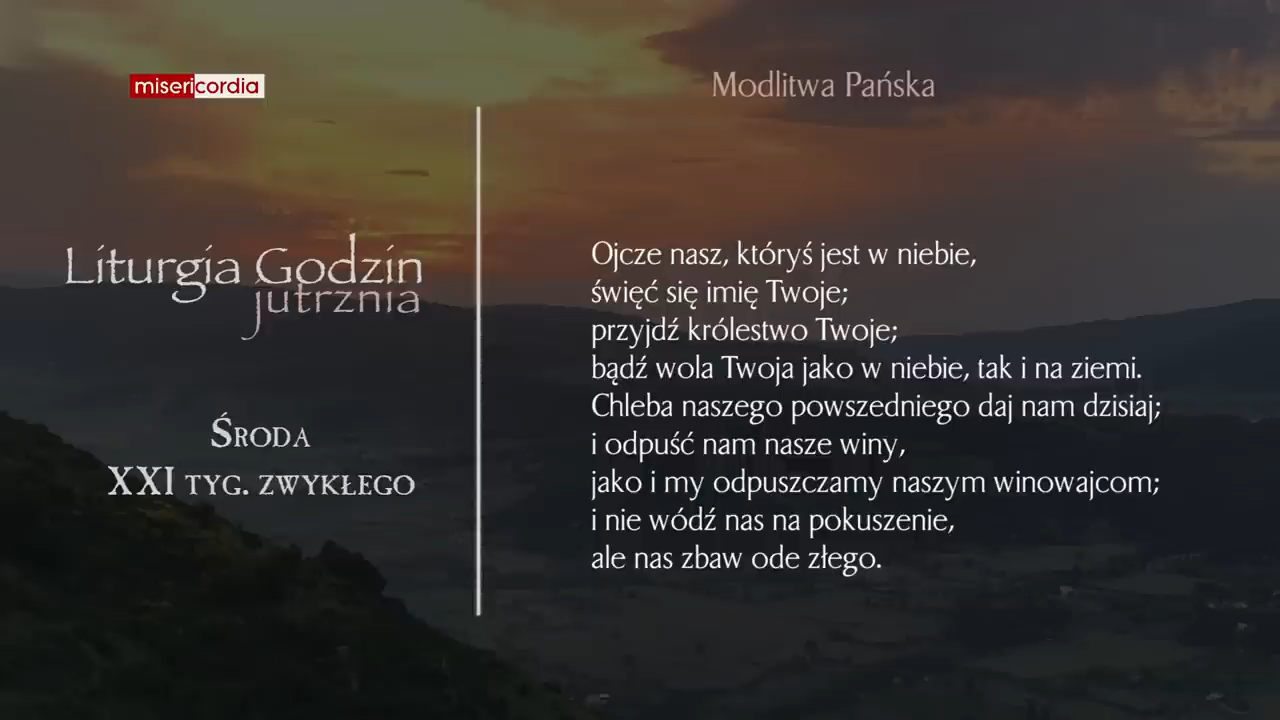 misericordia
Liturgia Godzin
jutrznia
Środa
XXI tyg. zwykłego
Modlitwa Pańska
Ojcze nasz, któryś jest w niebie,
święć się imię Twoje;
przyjdź królestwo Twoje;
bądź wola Twoja jako w niebie, tak i na ziemi.
Chleba naszego powszedniego daj nam dzisiaj;
i odpuść nam nasze winy,
jako i my odpuszczamy naszym winowajcom;
i nie wódź nas na pokuszenie,
ale nas zbaw ode złego.